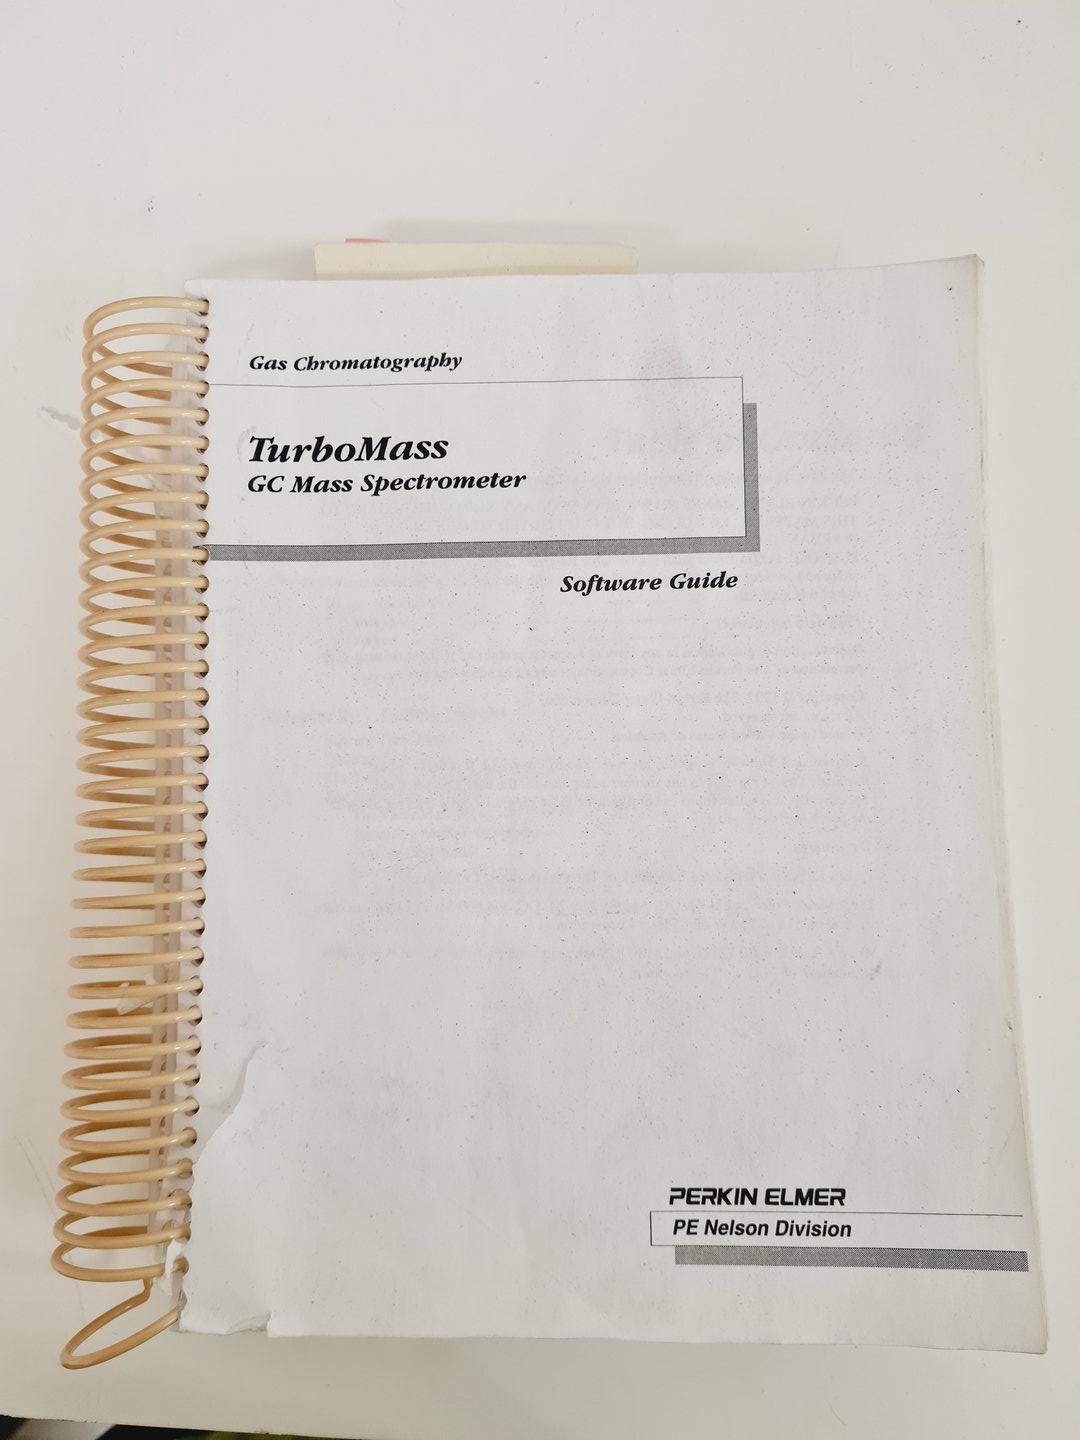 Gas Chromatography
TurboMass
GC Mass Spectrometer
Software Guide
PERKIN ELMER
PE Nelson Division